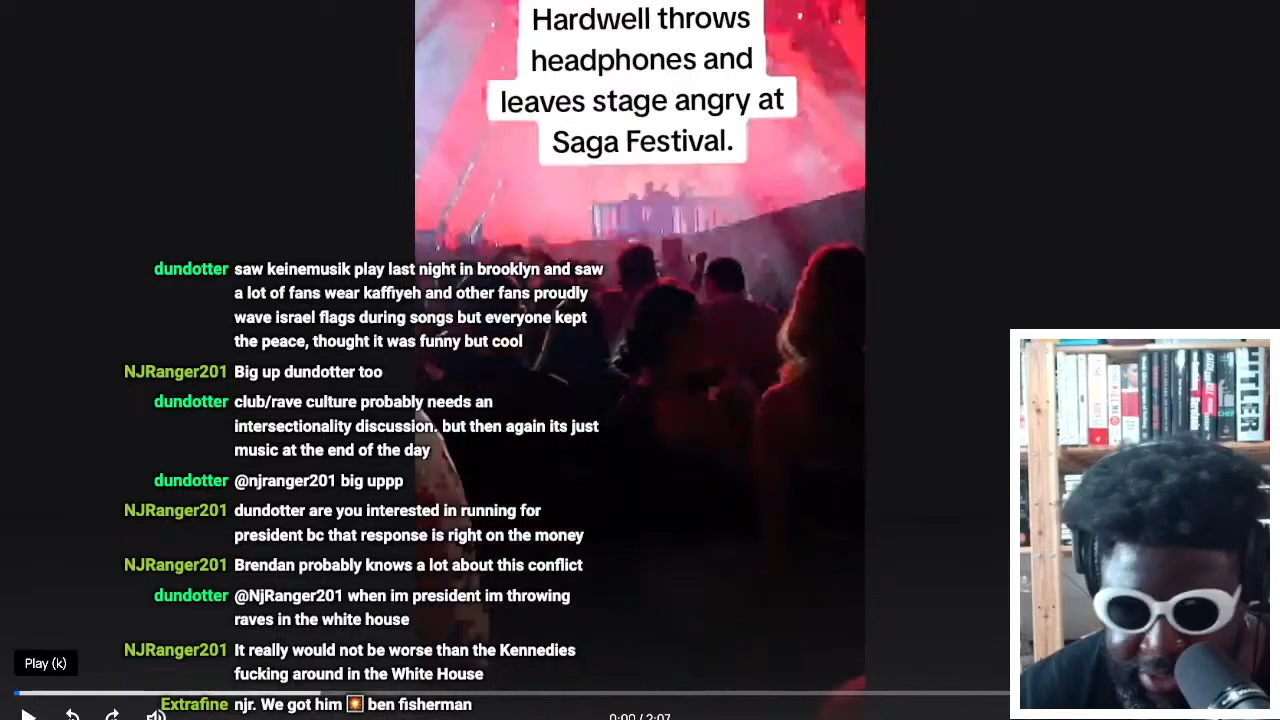 Hardwell throws
headphones and
leaves stage angry at
Saga Festival.
dundotter saw keinemusik play last night in brooklyn and saw
a lot of fans wear kaffiyeh and other fans proudly
wave israel flags during songs but everyone kept
the peace, thought it was funny but cool
NJRanger201 Big up dundotter too
dundotter club/rave culture probably needs an
intersectionality discussion. but then again its just
music at the end of the day
dundotter @njranger201 big uppp
NJRanger201 dundotter are you interested in running for
president bc that response is right on the money
NJRanger201 Brendan probably knows a lot about this conflict
dundotter @NjRanger201 when im president im throwing
raves in the white house
NJRanger201 It really would not be worse than the Kennedies
fucking around in the White House
Extrafine njr. We got him 💥 ben fisherman
Play (k)
0:00 / 2:07
HITLER